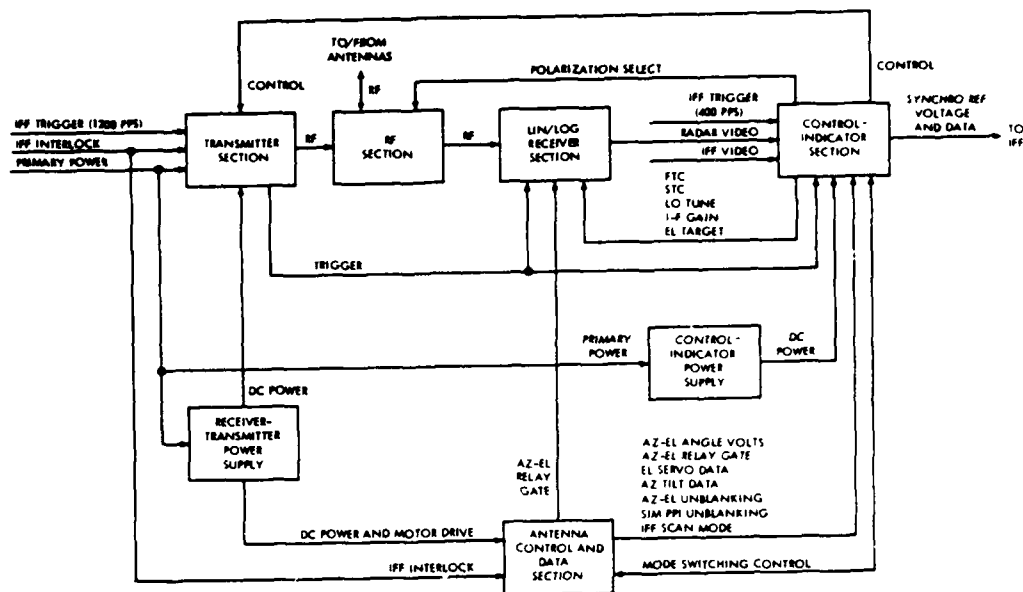 TO/FROM
ANTENNAS
RF
CONTROL
POLARIZATION SELECT
CONTROL
IFF TRIGGER (1200 PPS)
IFF INTERLOCK
PRIMARY POWER
TRANSMITTER
SECTION
RF
RF
SECTION
RF
LIN/LOG
RECEIVER
SECTION
IFF TRIGGER
(400 PPS)
RADAR VIDEO
IFF VIDEO
CONTROL-
INDICATOR
SECTION
SYNCHRO REF
VOLTAGE
AND DATA
TO
IFF
FTC
STC
LO TUNE
I-F GAIN
EL TARGET
TRIGGER
PRIMARY
POWER
CONTROL-
INDICATOR
POWER
SUPPLY
DC
POWER
DC POWER
RECEIVER-
TRANSMITTER
POWER
SUPPLY
AZ-EL
RELAY
GATE
AZ-EL ANGLE VOLTS
AZ-EL RELAY GATE
EL SERVO DATA
AZ TILT DATA
AZ-EL UNBLANKING
SIM PPI UNBLANKING
IFF SCAN MODE
DC POWER AND MOTOR DRIVE
IFF INTERLOCK
ANTENNA
CONTROL AND
DATA
SECTION
MODE SWITCHING CONTROL